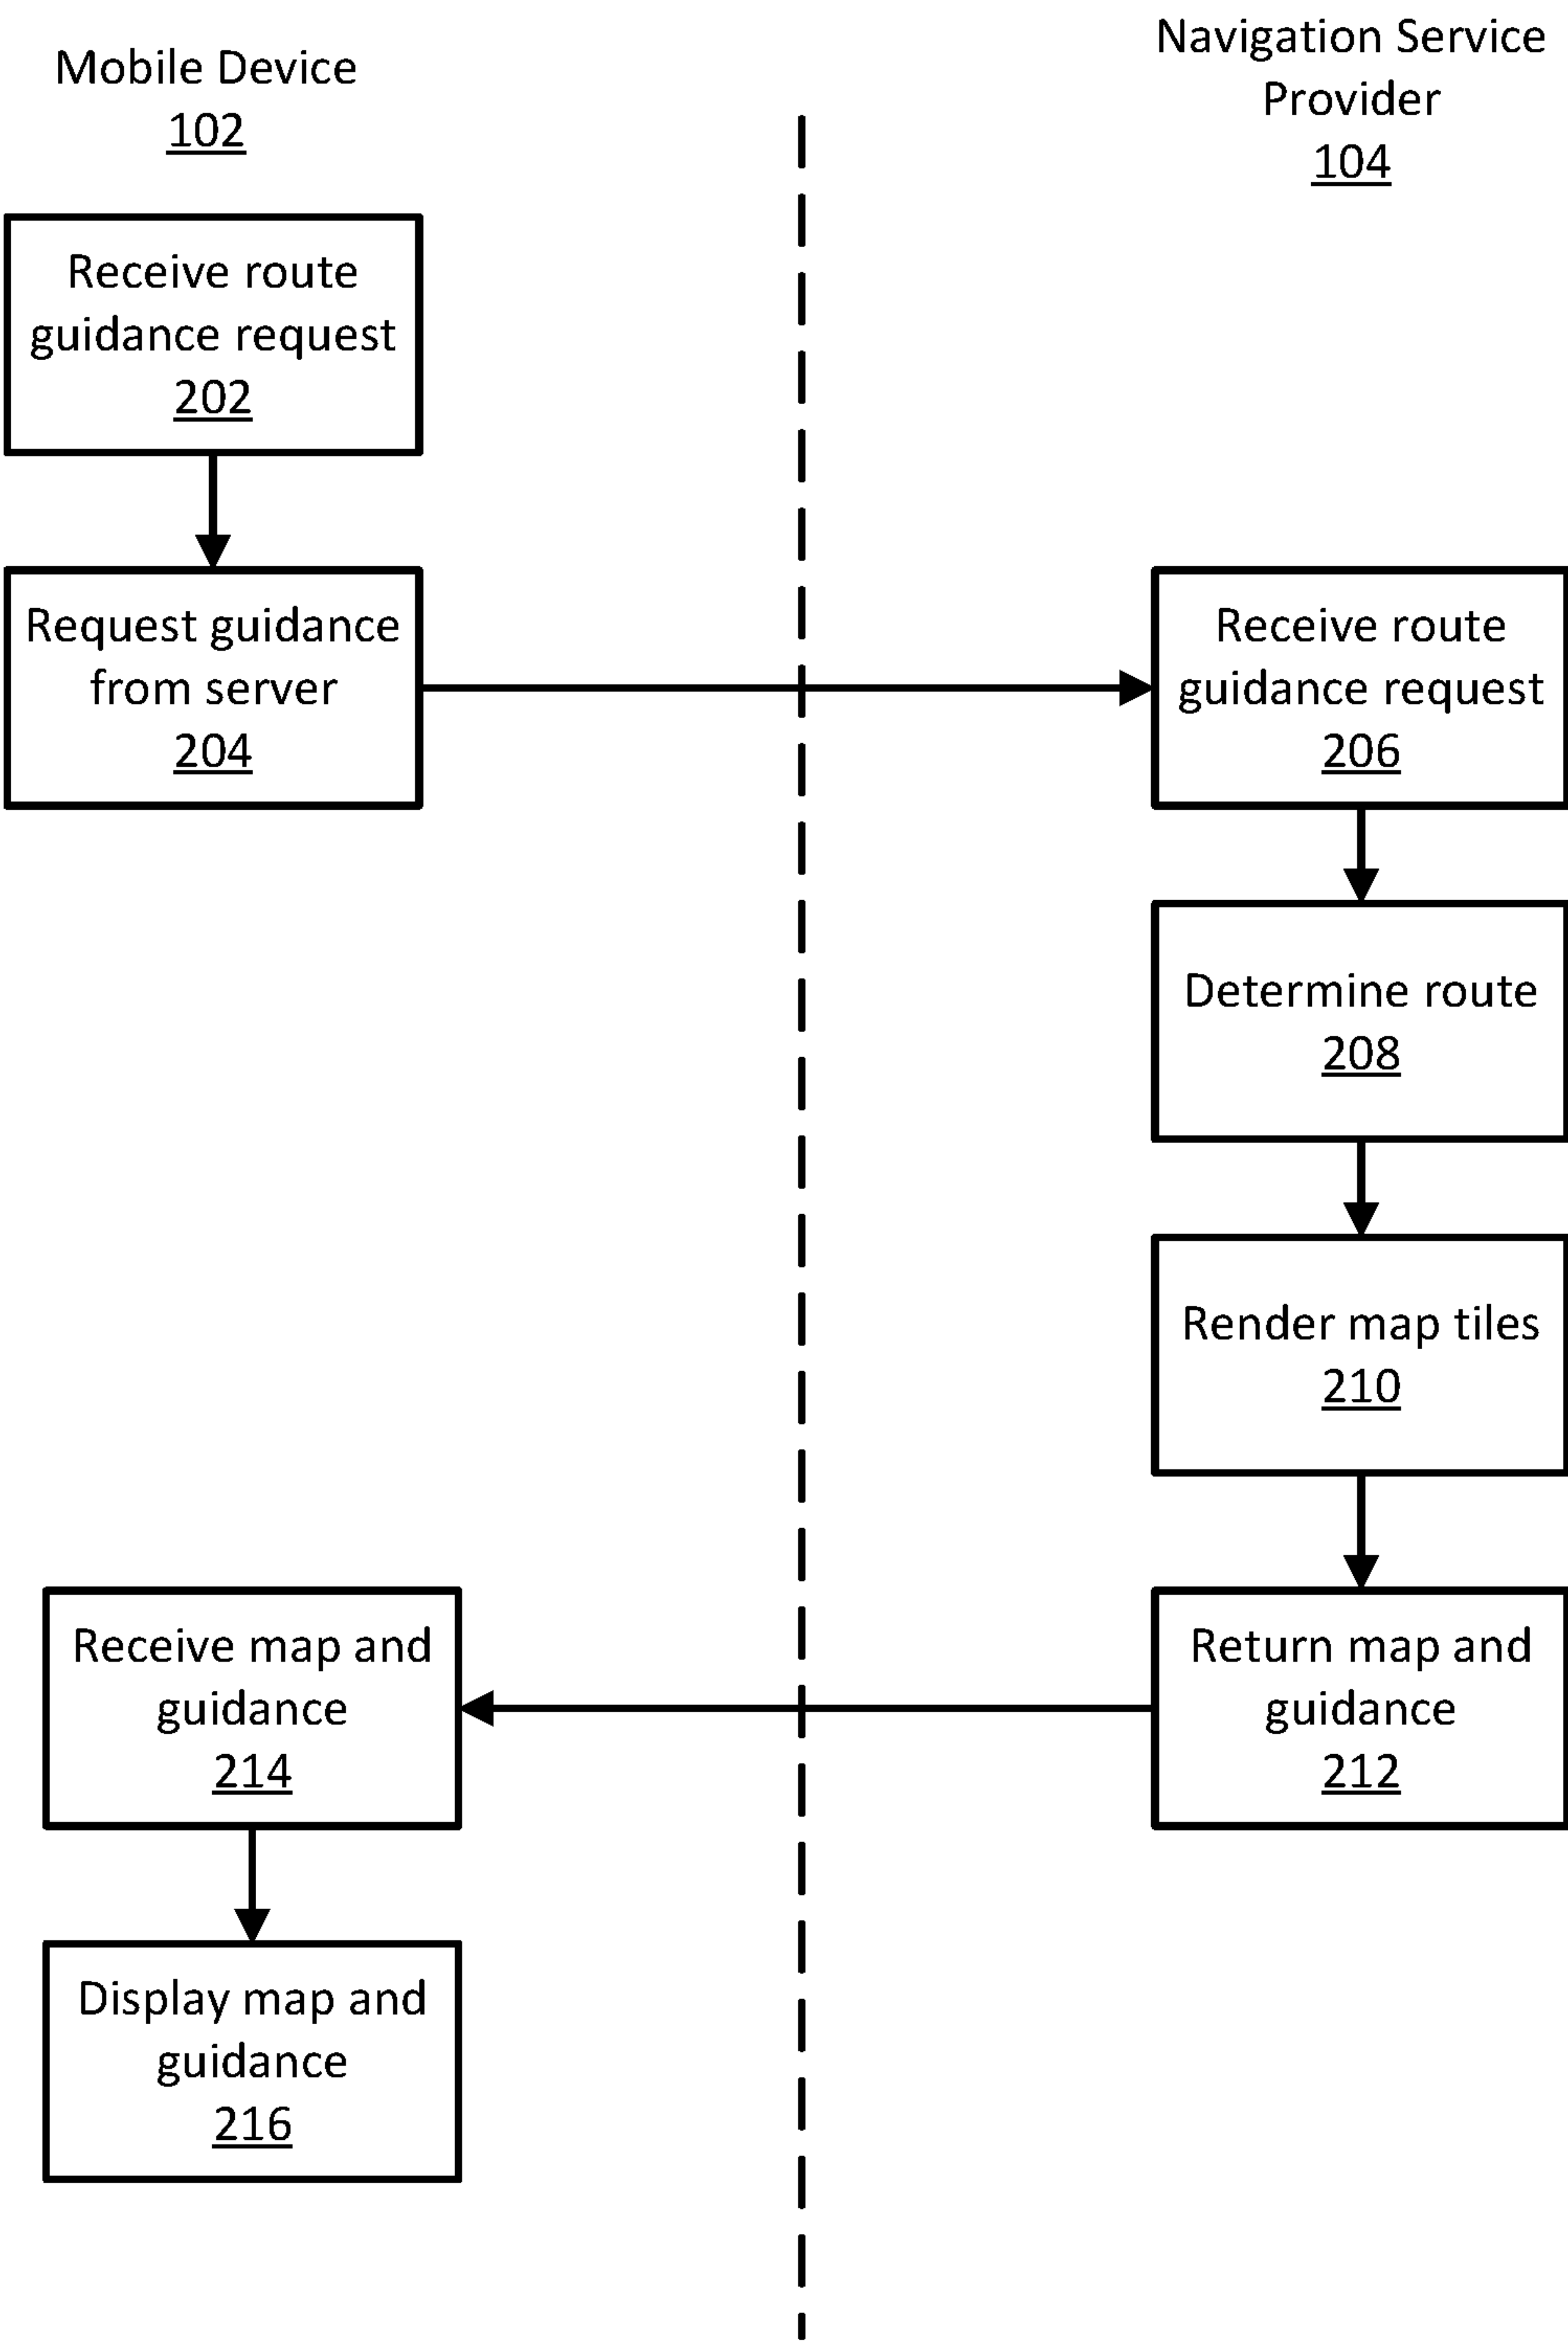 Mobile Device
102
Navigation Service
Provider
104
Receive route
guidance request
202
Request guidance
from server
204
Receive route
guidance request
206
Determine route
208
Render map tiles
210
Return map and
guidance
212
Receive map and
guidance
214
Display map and
guidance
216